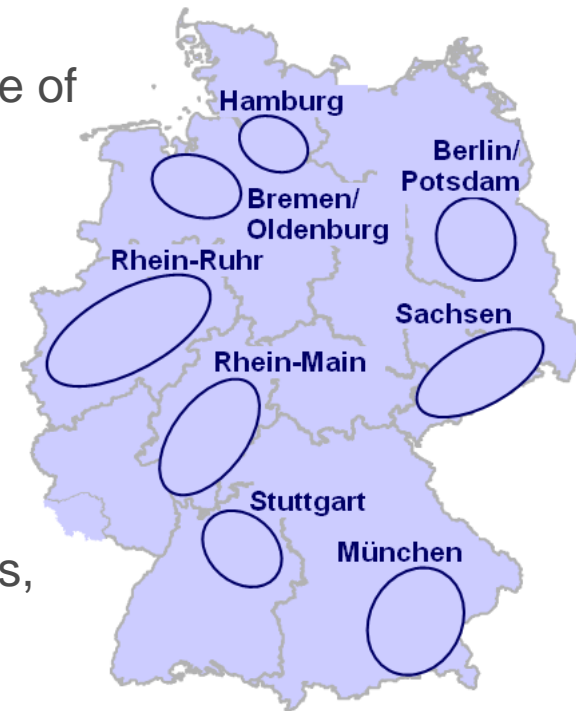 e of
Hamburg
Berlin/
Potsdam
Bremen/
Oldenburg
Rhein-Ruhr
Sachsen
Rhein-Main
Stuttgart
s,
München